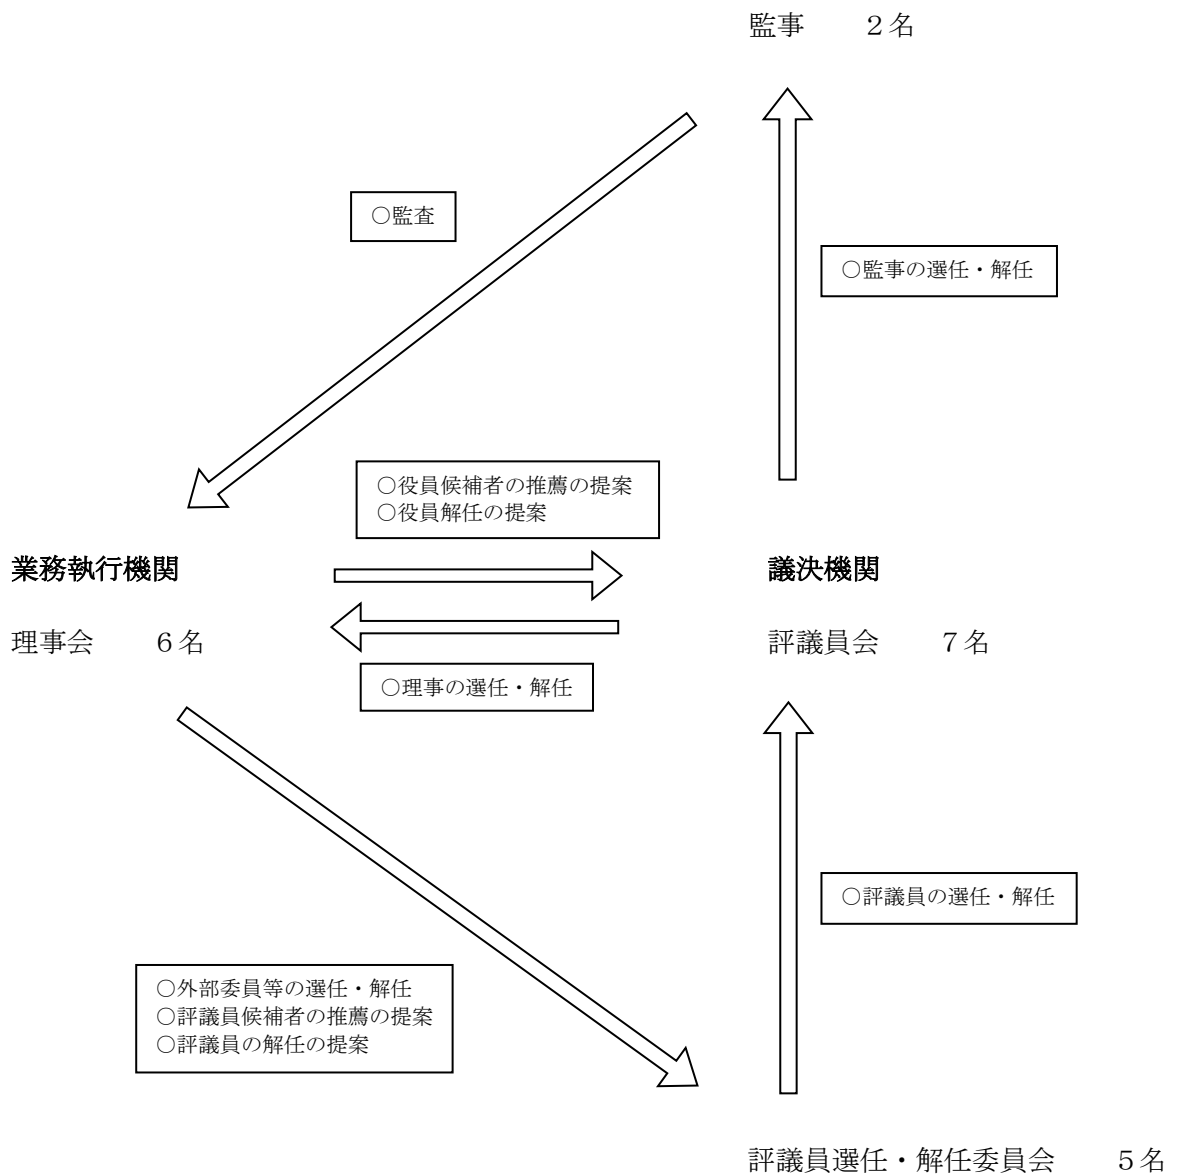 監事　　２名
○監査
○監事の選任・解任
○役員候補者の推薦の提案
○役員解任の提案
業務執行機関
議決機関
理事会　　６名
評議員会　　７名
○理事の選任・解任
○評議員の選任・解任
○外部委員等の選任・解任
○評議員候補者の推薦の提案
○評議員の解任の提案
評議員選任・解任委員会　　５名